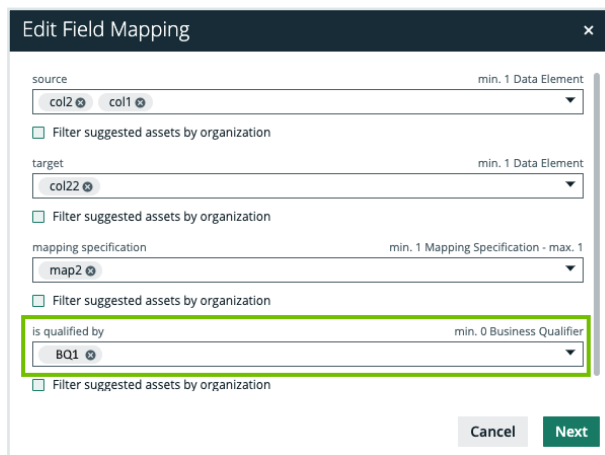 Edit Field Mapping ×
source min. 1 Data Element
col2 col1
Filter suggested assets by organization
target min. 1 Data Element
col22
Filter suggested assets by organization
mapping specification min. 1 Mapping Specification - max. 1
map2
Filter suggested assets by organization
is qualified by min. 0 Business Qualifier
BQ1
Filter suggested assets by organization
Cancel Next